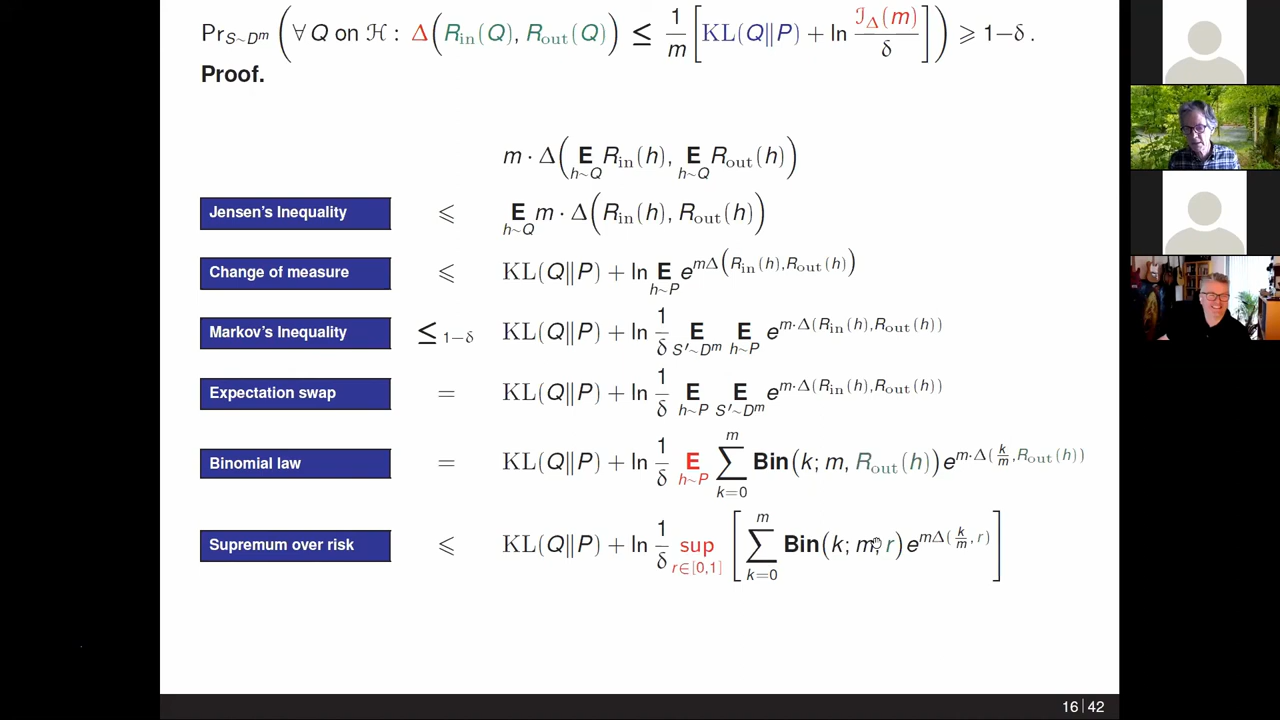 Pr_{S∼D^m} ( ∀ Q on ℋ : Δ(R_in(Q), R_out(Q)) ≤ 1/m [ KL(Q‖P) + ln ℐ_Δ(m)/δ ] ) ⩾ 1−δ .
Proof.
m · Δ( E_{h∼Q} R_in(h), E_{h∼Q} R_out(h) )
Jensen's Inequality ⩽ E_{h∼Q} m · Δ( R_in(h), R_out(h) )
Change of measure ⩽ KL(Q‖P) + ln E_{h∼P} e^{mΔ(R_in(h),R_out(h))}
Markov's Inequality ≤_{1−δ} KL(Q‖P) + ln 1/δ E_{S′∼D^m} E_{h∼P} e^{m·Δ(R_in(h),R_out(h))}
Expectation swap = KL(Q‖P) + ln 1/δ E_{h∼P} E_{S′∼D^m} e^{m·Δ(R_in(h),R_out(h))}
Binomial law = KL(Q‖P) + ln 1/δ E_{h∼P} ∑_{k=0}^{m} Bin(k; m, R_out(h)) e^{m·Δ(k/m, R_out(h))}
Supremum over risk ⩽ KL(Q‖P) + ln 1/δ sup_{r∈[0,1]} [ ∑_{k=0}^{m} Bin(k; m, r) e^{mΔ(k/m, r)} ]
16 | 42